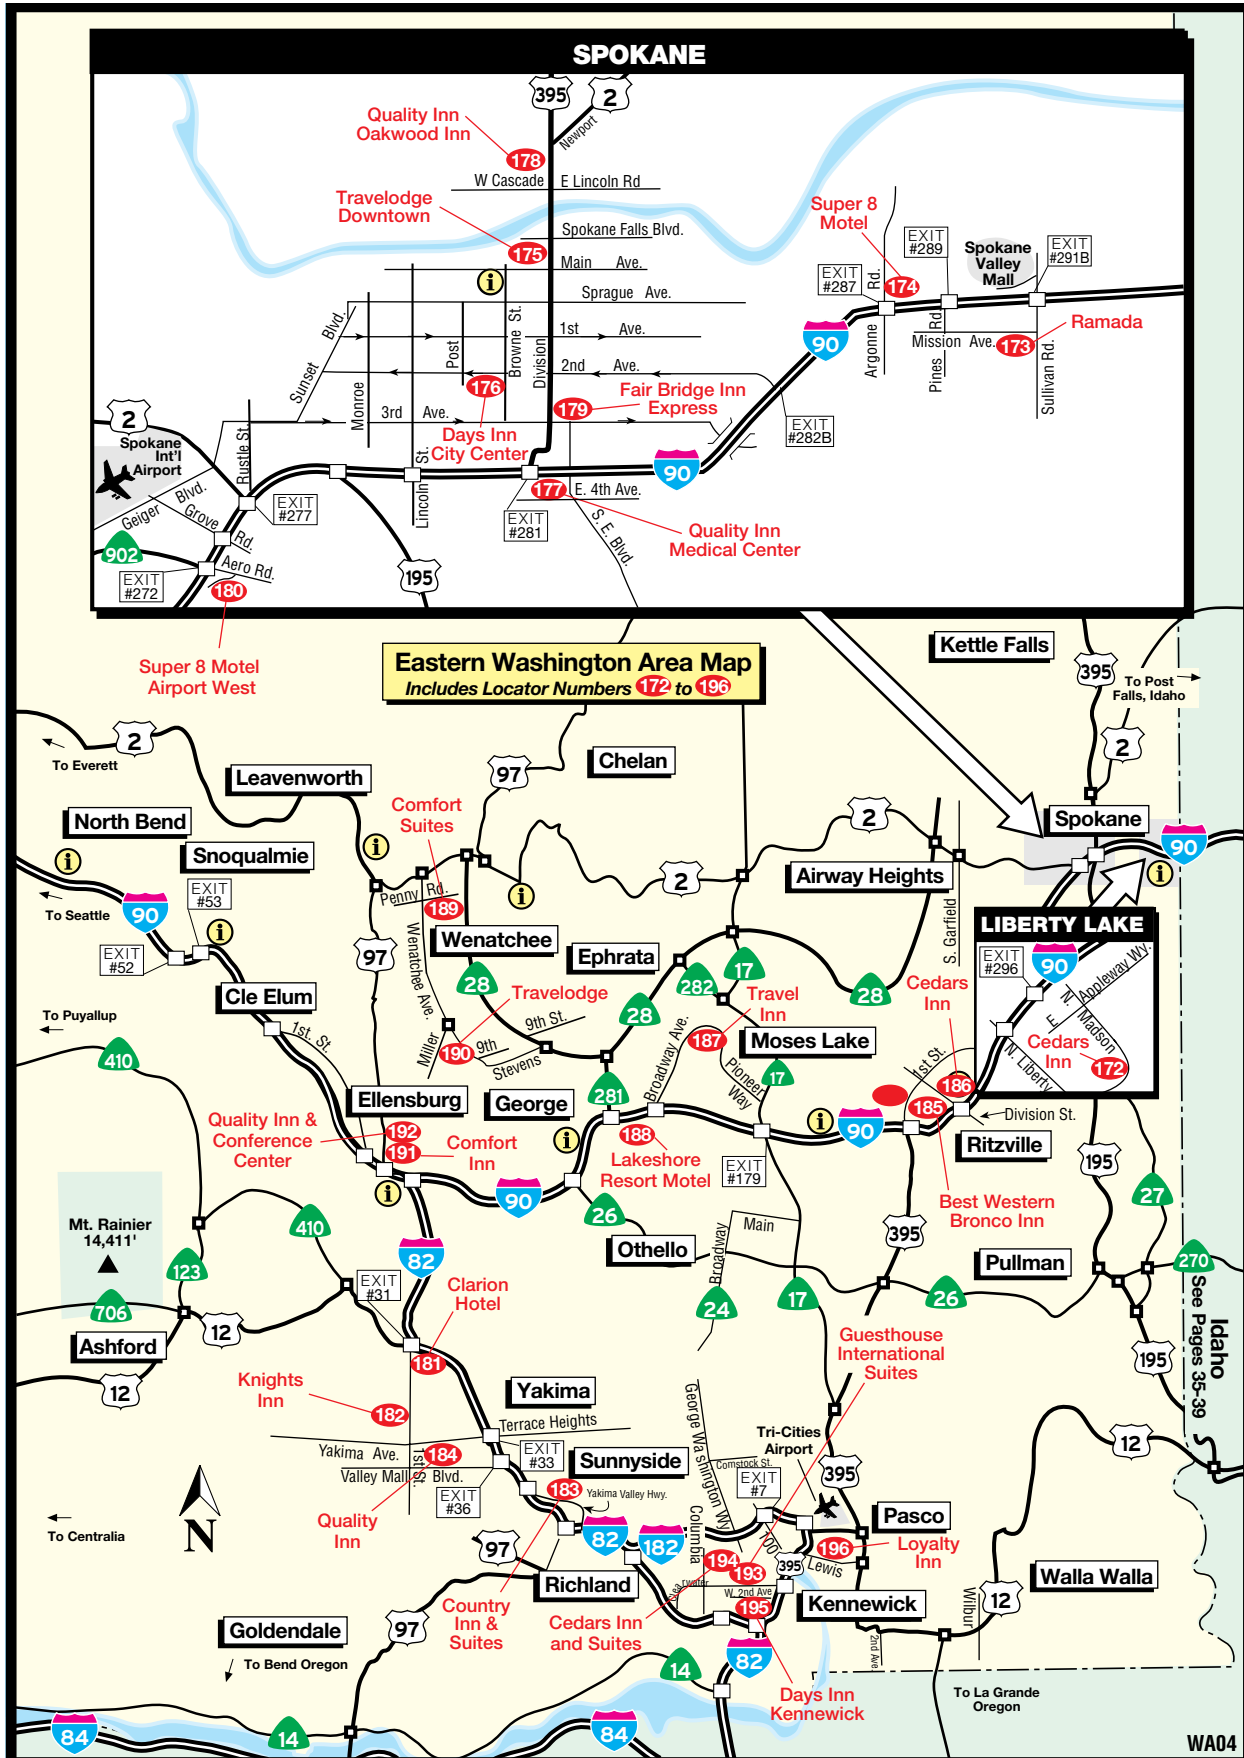 SPOKANE
395
2
Newport
Quality Inn
Oakwood Inn
178
W Cascade
E Lincoln Rd
Travelodge
Downtown
175
Spokane Falls Blvd.
Main Ave.
Sprague Ave.
1st Ave.
2nd Ave.
3rd Ave.
Sunset Blvd.
Monroe
Post
Browne St.
Division
176
Days Inn
City Center
179
Fair Bridge Inn
Express
Super 8
Motel
174
EXIT
#287
EXIT
#289
Spokane
Valley
Mall
EXIT
#291B
Argonne Rd.
Pines Rd.
Mission Ave.
173
Ramada
Sullivan Rd.
90
EXIT
#282B
90
2
Spokane
Int'l
Airport
Rustle St.
Geiger Blvd.
Grove Rd.
Aero Rd.
902
EXIT
#272
180
EXIT
#277
Lincoln St.
195
EXIT
#281
177
E. 4th Ave.
S. E. Blvd.
Quality Inn
Medical Center
Super 8 Motel
Airport West
Eastern Washington Area Map
Includes Locator Numbers 172 to 196
Kettle Falls
395
To Post
Falls, Idaho
2
2
To Everett
Leavenworth
97
Chelan
North Bend
Snoqualmie
Comfort
Suites
2
Spokane
90
i
i
i
i
i
i
i
i
i
To Seattle
90
EXIT
#53
EXIT
#52
Penny Rd.
189
2
Airway Heights
S. Garfield
LIBERTY LAKE
EXIT
#296
90
Appleway Wy.
E.
N. Madson
N. Liberty
Cedars
Inn
172
97
Wenatchee Ave.
Wenatchee
28
Ephrata
282
17
28
28
Cedars
Inn
Cle Elum
Travelodge
9th St.
190
9th
Stevens
Miller
Travel
Inn
187
Moses Lake
17
Broadway Ave.
Pioneer Way
To Puyallup
410
1st. St.
Ellensburg
George
281
1st St.
186
185
Division St.
Ritzville
Quality Inn &
Conference
Center
192
191
Comfort
Inn
188
Lakeshore
Resort Motel
EXIT
#179
90
Best Western
Bronco Inn
195
27
Mt. Rainier
14,411'
410
90
26
Othello
Main
Broadway
24
17
395
26
Pullman
270
123
706
Ashford
12
12
EXIT
#31
82
Clarion
Hotel
181
Guesthouse
International
Suites
195
Idaho
See Pages 35-39
Knights
Inn
182
Yakima
Terrace Heights
Yakima Ave.
184
1st St.
Valley Mall Blvd.
EXIT
#33
EXIT
#36
Quality
Inn
Sunnyside
183
Yakima Valley Hwy.
George Washington Wy
Comstock St.
Tri-Cities
Airport
EXIT
#7
395
12
N
To Centralia
97
82
182
Columbia
100
194
193
395
Lewis
196
Pasco
Loyalty
Inn
Richland
W. 2nd Ave
195
Kennewick
Walla Walla
12
Wilbur
2nd Ave.
Goldendale
To Bend Oregon
97
Country
Inn &
Suites
Cedars Inn
and Suites
82
14
Days Inn
Kennewick
To La Grande
Oregon
84
14
84
WA04